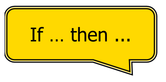 If … then ...